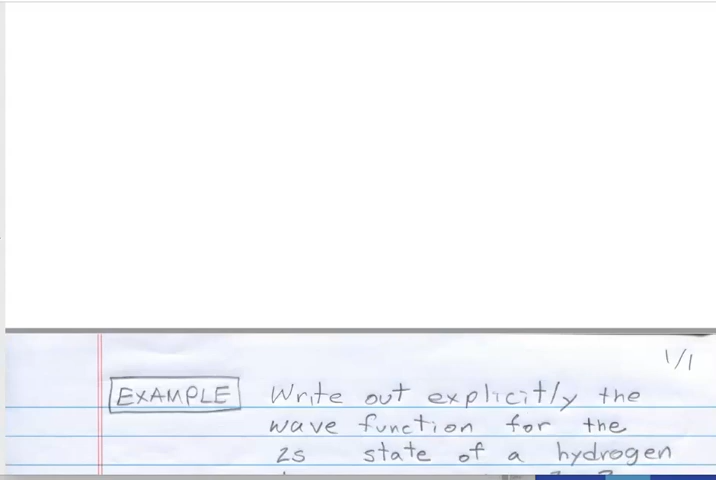 1/1
EXAMPLE Write out explicitly the
wave function for the
2s state of a hydrogen